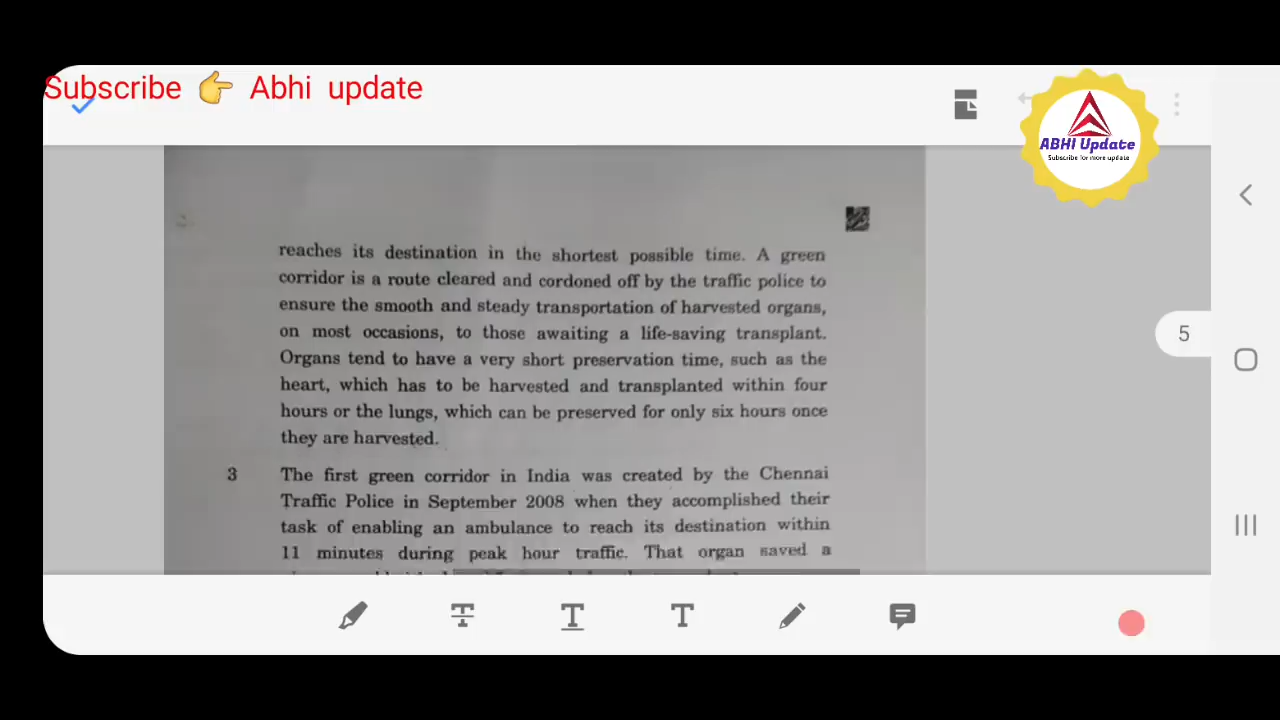 Subscribe 👉 Abhi update
ABHI Update
Subscribe for more update
reaches its destination in the shortest possible time. A green
corridor is a route cleared and cordoned off by the traffic police to
ensure the smooth and steady transportation of harvested organs,
on most occasions, to those awaiting a life-saving transplant.
Organs tend to have a very short preservation time, such as the
heart, which has to be harvested and transplanted within four
hours or the lungs, which can be preserved for only six hours once
they are harvested.
5
3 The first green corridor in India was created by the Chennai
Traffic Police in September 2008 when they accomplished their
task of enabling an ambulance to reach its destination within
11 minutes during peak hour traffic. That organ saved a